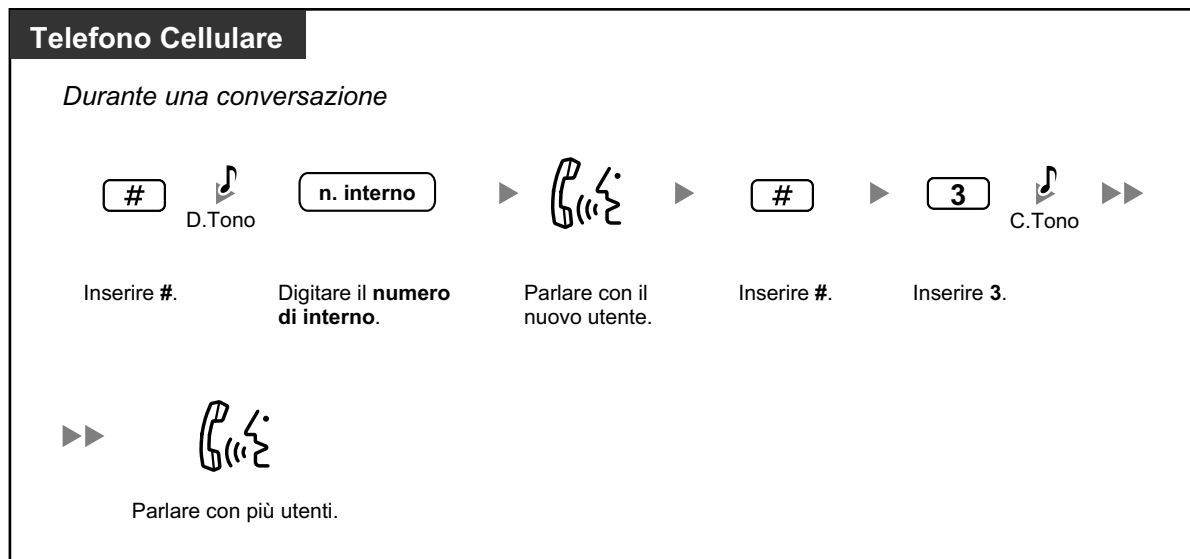 Telefono Cellulare
Durante una conversazione
#
D.Tono
n. interno
#
3
C.Tono
Inserire #.
Digitare il numero
di interno.
Parlare con il
nuovo utente.
Inserire #.
Inserire 3.
Parlare con più utenti.